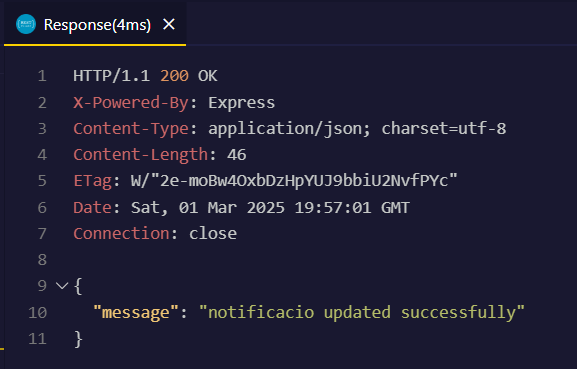 Response(4ms) ×
1 HTTP/1.1 200 OK
2 X-Powered-By: Express
3 Content-Type: application/json; charset=utf-8
4 Content-Length: 46
5 ETag: W/"2e-moBw4OxbDzHpYUJ9bbiU2NvfPYc"
6 Date: Sat, 01 Mar 2025 19:57:01 GMT
7 Connection: close
8
9 {
10 "message": "notificacio updated successfully"
11 }